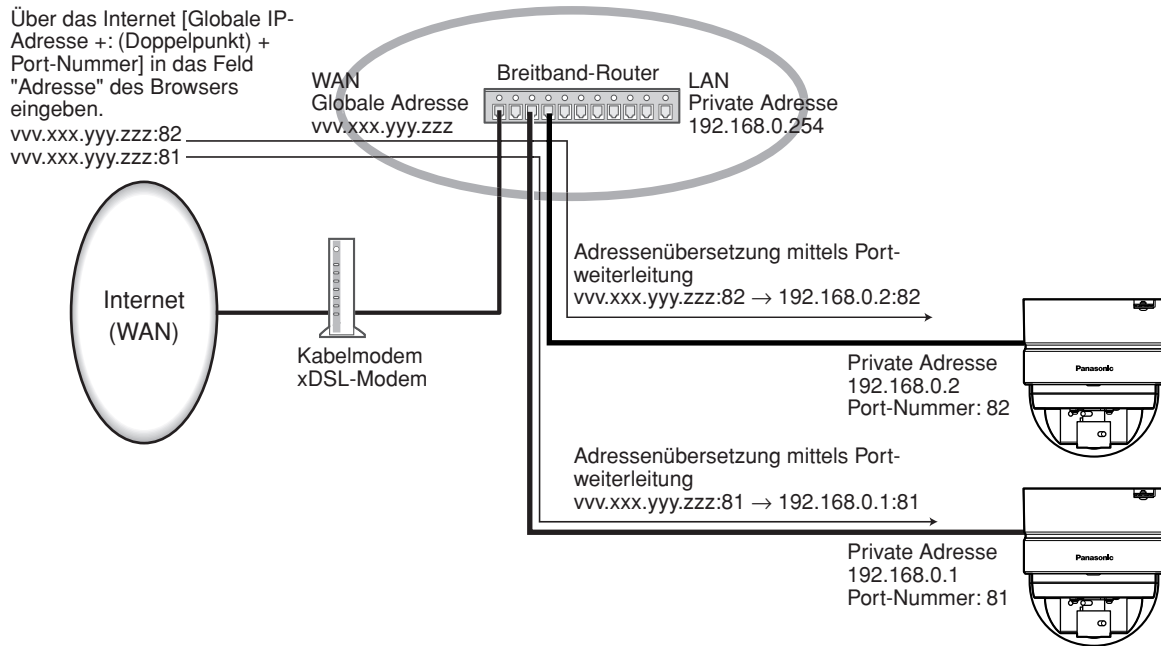 Über das Internet [Globale IP-
Adresse +: (Doppelpunkt) +
Port-Nummer] in das Feld
"Adresse" des Browsers
eingeben.
vvv.xxx.yyy.zzz:82
vvv.xxx.yyy.zzz:81
WAN
Globale Adresse
vvv.xxx.yyy.zzz
Breitband-Router
LAN
Private Adresse
192.168.0.254
Internet
(WAN)
Kabelmodem
xDSL-Modem
Adressenübersetzung mittels Port-
weiterleitung
vvv.xxx.yyy.zzz:82 → 192.168.0.2:82
Private Adresse
192.168.0.2
Port-Nummer: 82
Panasonic
Adressenübersetzung mittels Port-
weiterleitung
vvv.xxx.yyy.zzz:81 → 192.168.0.1:81
Private Adresse
192.168.0.1
Port-Nummer: 81
Panasonic